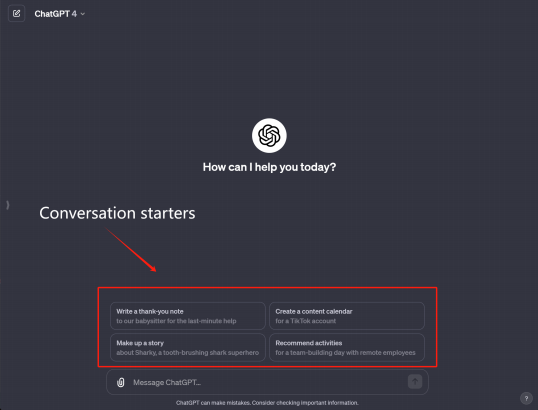 ChatGPT 4
How can I help you today?
Conversation starters
Write a thank-you note
to our babysitter for the last-minute help
Create a content calendar
for a TikTok account
Make up a story
about Sharky, a tooth-brushing shark superhero
Recommend activities
for a team-building day with remote employees
Message ChatGPT...
ChatGPT can make mistakes. Consider checking important information.
?